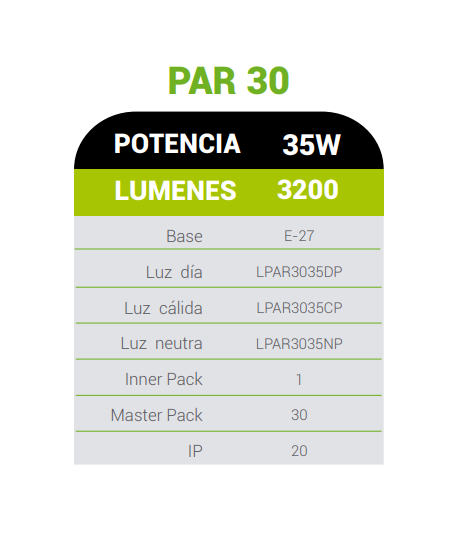 PAR 30
POTENCIA 35W
LUMENES 3200
Base E-27
Luz día LPAR3035DP
Luz cálida LPAR3035CP
Luz neutra LPAR3035NP
Inner Pack 1
Master Pack 30
IP 20